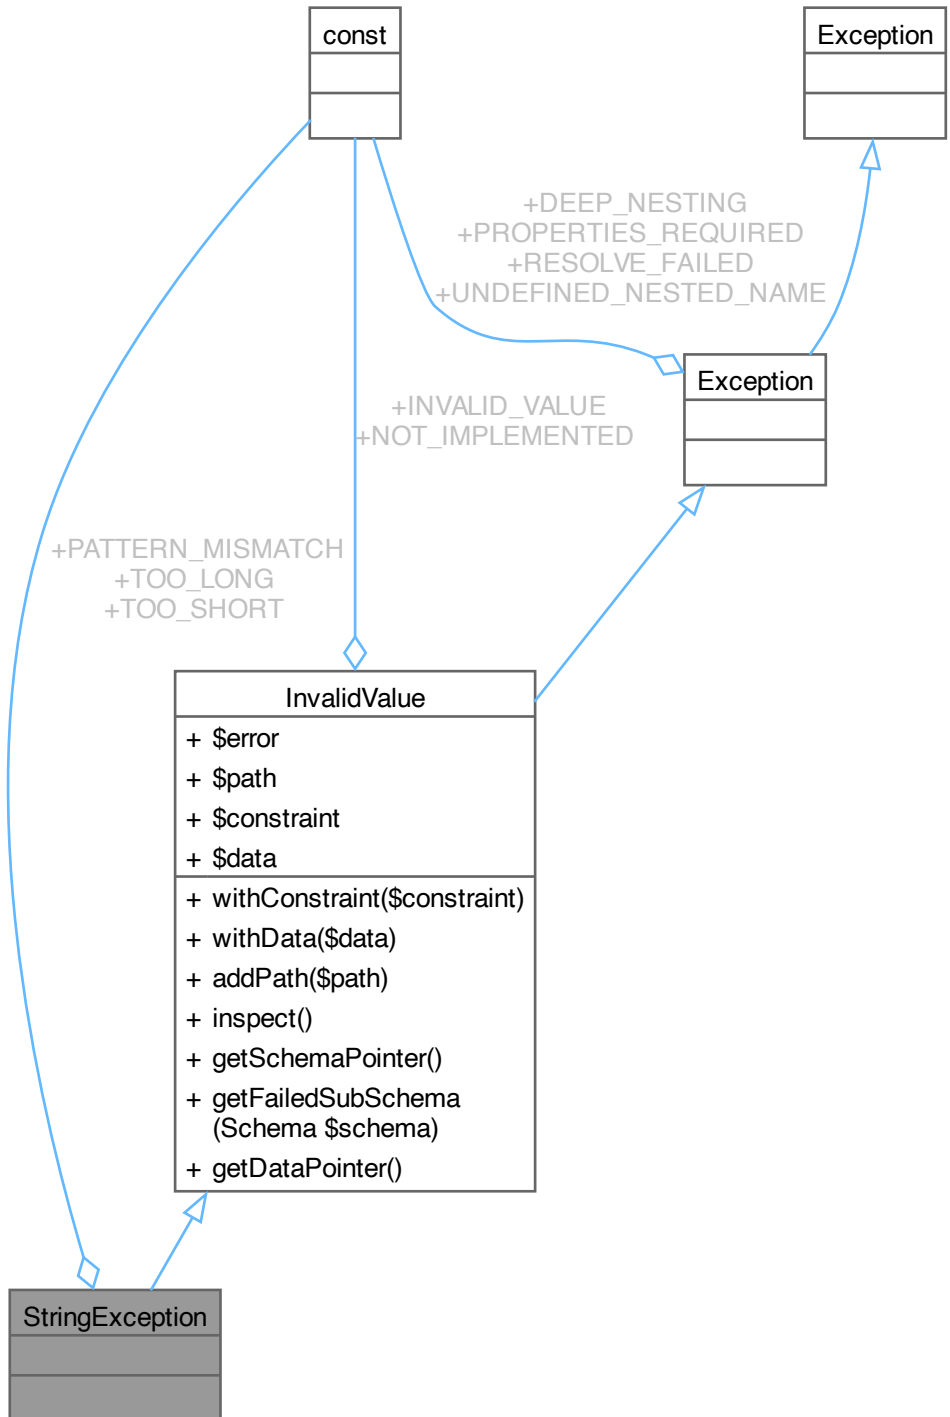 const
Exception
+DEEP_NESTING
+PROPERTIES_REQUIRED
+RESOLVE_FAILED
+UNDEFINED_NESTED_NAME
Exception
+INVALID_VALUE
+NOT_IMPLEMENTED
+PATTERN_MISMATCH
+TOO_LONG
+TOO_SHORT
InvalidValue
+ $error
+ $path
+ $constraint
+ $data
+ withConstraint($constraint)
+ withData($data)
+ addPath($path)
+ inspect()
+ getSchemaPointer()
+ getFailedSubSchema
(Schema $schema)
+ getDataPointer()
StringException